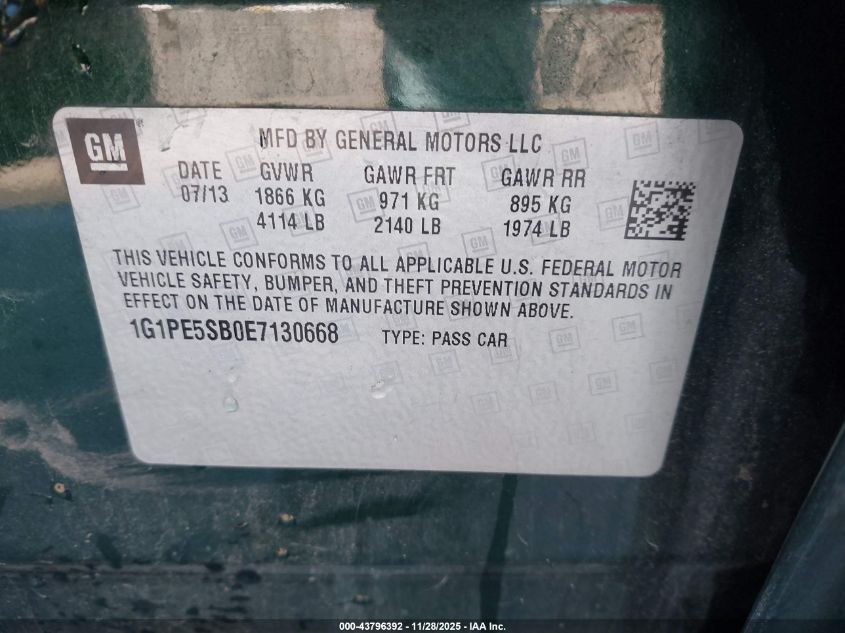 GM
MFD BY GENERAL MOTORS LLC
DATE GVWR GAWR FRT GAWR RR
07/13 1866 KG 971 KG 895 KG
4114 LB 2140 LB 1974 LB
THIS VEHICLE CONFORMS TO ALL APPLICABLE U.S. FEDERAL MOTOR
VEHICLE SAFETY, BUMPER, AND THEFT PREVENTION STANDARDS IN
EFFECT ON THE DATE OF MANUFACTURE SHOWN ABOVE.
1G1PE5SB0E7130668 TYPE: PASS CAR
000-43796392 - 11/28/2025 - IAA Inc.